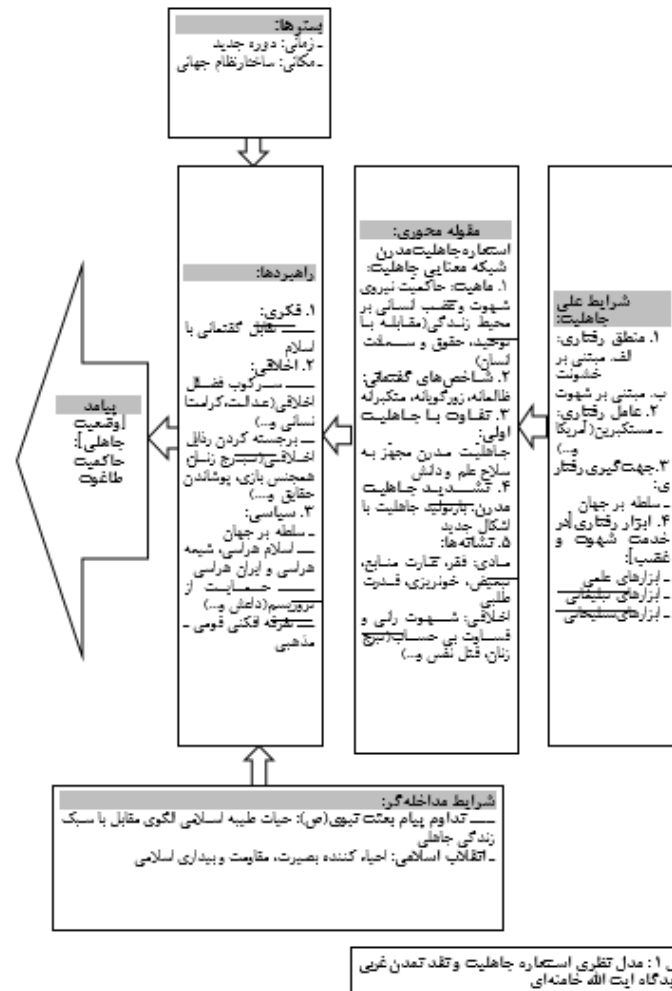 بسترها:
ـ زمانی: دوره جدید
ـ مکانی: ساختارنظام جهانی
شرایط علی
جاهلیت:
۱. منطق رفتاری:
الف. مبتنی بر
خشونت
ب. مبتنی بر شهوت
۲. عامل رفتاری:
ـ مستکبرین(آمریکا
و...)
۳.جهت‌گیری‌رفتار
ی:
ـ سلطه بر جهان
۴. ابزار رفتاری[در
خدمت شهوت و
غضب]:
ـ ابزارهای علمی
ـ ابزارهای تبلیغاتی
ـ ابزارهای‌تسلیحاتی
مقوله محوری:
استعاره‌جاهلیت‌مدرن
شبکه معنایی جاهلیت:
۱. ماهیت: حاکمیت نیروی
شهوت وغضب انسانی بر
محیط زندگی(مقابله با
توحید، حقوق و سعادت
انسان)
۲. شاخص‌های گفتمانی:
ظالمانه، زورگویانه، متکبرانه
۳. تفاوت با جاهلیت
اولی:
جاهلیت مدرن مجهز به
سلاح علم ودانش
۴. تشدید جاهلیت
مدرن: بازتولید جاهلیت با
اشکال جدید
۵. نشانه‌ها:
مادی: فقر، غارت منابع،
تبعیض، خونریزی، قدرت
طلبی
اخلاقی: شهوت رانی و
قساوت بی حساب(تبرج
زنان، قتل نفس و...)
راهبردها:
۱. فکری:
ـ تقابل گفتمانی با
اسلام
۲. اخلاقی:
ـ سرکوب فضائل
اخلاقی(عدالت،کرامت‌ا
نسانی و...)
ـ برجسته کردن رذایل
اخلاقی(تبرج زنان
همجنس بازی، پوشاندن
حقایق و....)
۳. سیاسی:
ـ سلطه بر جهان
ـ اسلام هراسی، شیعه
هراسی و ایران هراسی
ـ حمایت از
تروریسم(داعش و...)
ـ تفرقه افکنی قومی ـ
مذهبی
پیامد
[وضعیت
جاهلی]:
حاکمیت
طاغوت
شرایط مداخله‌گر:
ـ تداوم پیام بعثت نبوی(ص): حیات طیبه اسلامی الگوی مقابل با سبک
زندگی جاهلی
ـ انقلاب اسلامی: احیاء کننده بصیرت، مقاومت و بیداری اسلامی
۱: مدل نظری استعاره جاهلیت و نقد تمدن غربی
یدگاه آیت الله خامنه‌ای